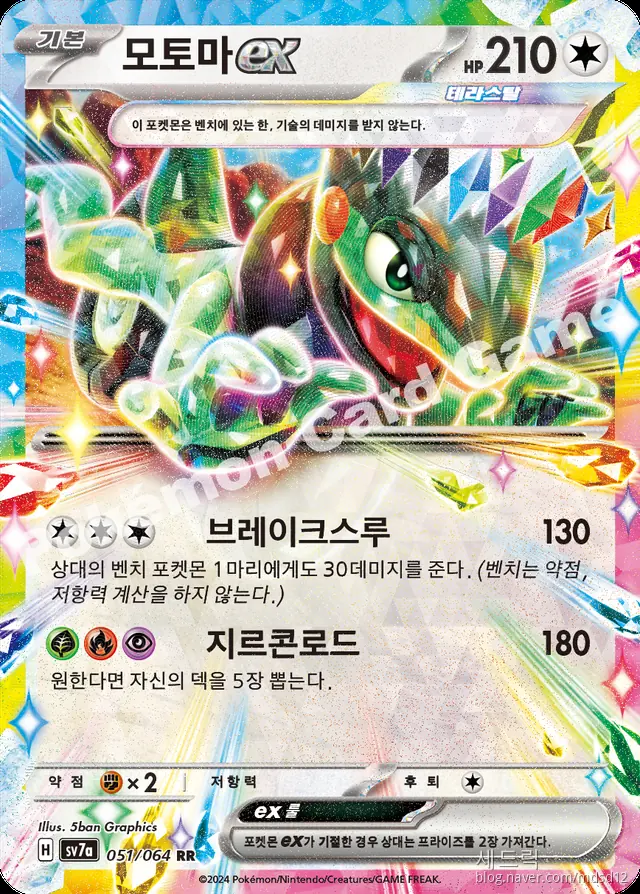 기본 모토마ex HP 210
테라스탈
이 포켓몬은 벤치에 있는 한, 기술의 데미지를 받지 않는다.
Pokémon Card Game
브레이크스루 130
상대의 벤치 포켓몬 1마리에게도 30데미지를 준다. (벤치는 약점,
저항력 계산을 하지 않는다.)
지르콘로드 180
원한다면 자신의 덱을 5장 뽑는다.
약점 ×2 저항력 후퇴
ex 룰
포켓몬 ex가 기절한 경우 상대는 프라이즈를 2장 가져간다.
Illus. 5ban Graphics
H sv7a 051/064 RR
세드릭
blog.naver.com/mdsd12
©2024 Pokémon/Nintendo/Creatures/GAME FREAK.